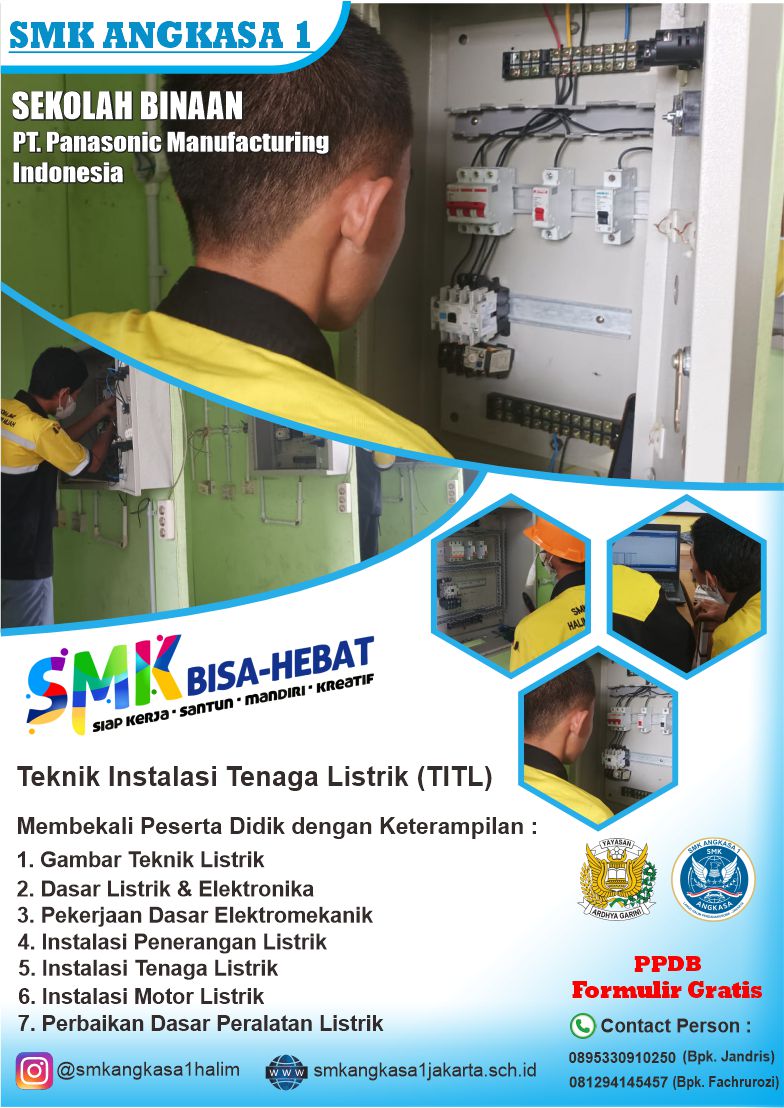 SMK ANGKASA 1
SEKOLAH BINAAN
PT. Panasonic Manufacturing
Indonesia
SMK BISA-HEBAT
SIAP KERJA · SANTUN · MANDIRI · KREATIF
Teknik Instalasi Tenaga Listrik (TITL)
Membekali Peserta Didik dengan Keterampilan :
1. Gambar Teknik Listrik
2. Dasar Listrik & Elektronika
3. Pekerjaan Dasar Elektromekanik
4. Instalasi Penerangan Listrik
5. Instalasi Tenaga Listrik
6. Instalasi Motor Listrik
7. Perbaikan Dasar Peralatan Listrik
YAYASAN
ARDHYA GARINI
SMK ANGKASA 1
SMK
ANGKASA
PPDB
Formulir Gratis
Contact Person :
0895330910250 (Bpk. Jandris)
081294145457 (Bpk. Fachrurozi)
@smkangkasa1halim
www
smkangkasa1jakarta.sch.id